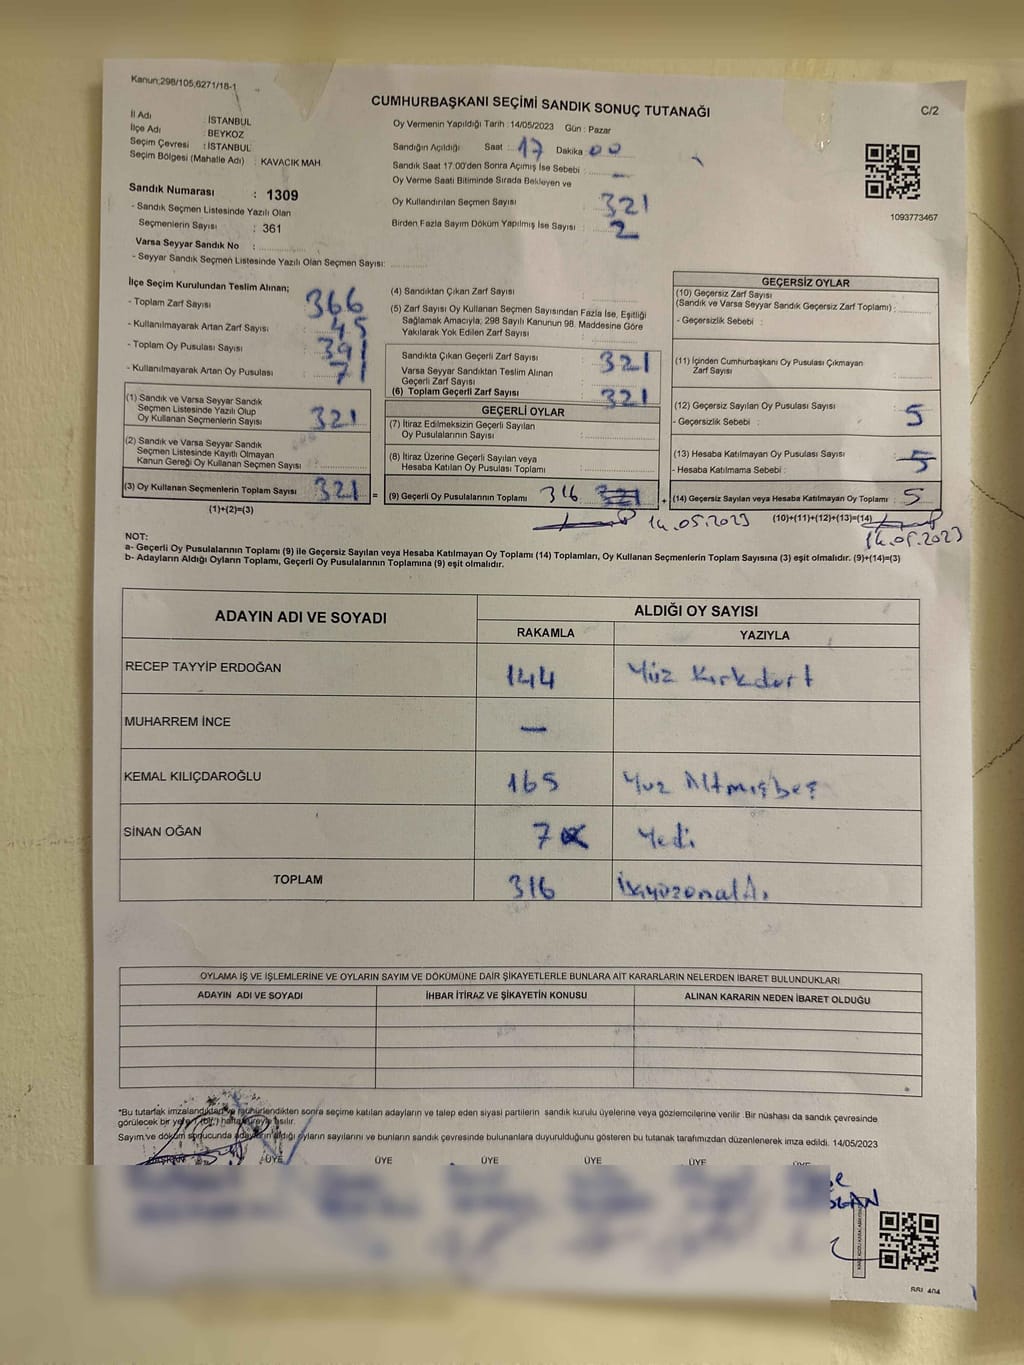 Kanun;298/105,6271/18-1
CUMHURBAŞKANI SEÇİMİ SANDIK SONUÇ TUTANAĞI
C/2
İl Adı : İSTANBUL
İlçe Adı : BEYKOZ
Seçim Çevresi : İSTANBUL
Seçim Bölgesi (Mahalle Adı) : KAVACIK MAH.
Sandık Numarası : 1309
- Sandık Seçmen Listesinde Yazılı Olan
Seçmenlerin Sayısı : 361
Varsa Seyyar Sandık No :
- Seyyar Sandık Seçmen Listesinde Yazılı Olan Seçmen Sayısı:
Oy Vermenin Yapıldığı Tarih : 14/05/2023 Gün : Pazar
Sandığın Açıldığı Saat : 17 Dakika : 00
Sandık Saat 17.00'den Sonra Açımış İse Sebebi : —
Oy Verme Saati Bitiminde Sırada Bekleyen ve
Oy Kullandırılan Seçmen Sayısı : 321
Birden Fazla Sayım Döküm Yapılmış İse Sayısı : 2
1093773467
İlçe Seçim Kurulundan Teslim Alınan;
- Toplam Zarf Sayısı : 366
- Kullanılmayarak Artan Zarf Sayısı : 45
- Toplam Oy Pusulası Sayısı : 391
- Kullanılmayarak Artan Oy Pusulası : 71
(1) Sandık ve Varsa Seyyar Sandık
Seçmen Listesinde Yazılı Olup
Oy Kullanan Seçmenlerin Sayısı : 321
(2) Sandık ve Varsa Seyyar Sandık
Seçmen Listesinde Kayıtlı Olmayan
Kanun Gereği Oy Kullanan Seçmen Sayısı :
(3) Oy Kullanan Seçmenlerin Toplam Sayısı : 321 =
(1)+(2)=(3)
(4) Sandıktan Çıkan Zarf Sayısı :
(5) Zarf Sayısı Oy Kullanan Seçmen Sayısından Fazla İse, Eşitliği
Sağlamak Amacıyla; 298 Sayılı Kanunun 98. Maddesine Göre
Yakılarak Yok Edilen Zarf Sayısı :
Sandıkta Çıkan Geçerli Zarf Sayısı : 321
Varsa Seyyar Sandıktan Teslim Alınan
Geçerli Zarf Sayısı :
(6) Toplam Geçerli Zarf Sayısı : 321
GEÇERLİ OYLAR
(7) İtiraz Edilmeksizin Geçerli Sayılan
Oy Pusulalarının Sayısı :
(8) İtiraz Üzerine Geçerli Sayılan veya
Hesaba Katılan Oy Pusulası Toplamı :
(9) Geçerli Oy Pusulalarının Toplamı : 316 321 +
14.05.2023
GEÇERSİZ OYLAR
(10) Geçersiz Zarf Sayısı
(Sandık ve Varsa Seyyar Sandık Geçersiz Zarf Toplamı) :
- Geçersizlik Sebebi :
(11) İçinden Cumhurbaşkanı Oy Pusulası Çıkmayan
Zarf Sayısı :
(12) Geçersiz Sayılan Oy Pusulası Sayısı : 5
- Geçersizlik Sebebi :
(13) Hesaba Katılmayan Oy Pusulası Sayısı : 5
- Hesaba Katılmama Sebebi :
(14) Geçersiz Sayılan veya Hesaba Katılmayan Oy Toplamı : 5
(10)+(11)+(12)+(13)=(14)
14.05.2023
NOT:
a- Geçerli Oy Pusulalarının Toplamı (9) ile Geçersiz Sayılan veya Hesaba Katılmayan Oy Toplamı (14) Toplamları, Oy Kullanan Seçmenlerin Toplam Sayısına (3) eşit olmalıdır. (9)+(14)=(3)
b- Adayların Aldığı Oyların Toplamı, Geçerli Oy Pusulalarının Toplamına (9) eşit olmalıdır.
ADAYIN ADI VE SOYADI
ALDIĞI OY SAYISI
RAKAMLA YAZIYLA
RECEP TAYYİP ERDOĞAN 144 Yüz Kırkdört
MUHARREM İNCE —
KEMAL KILIÇDAROĞLU 165 Yuz Altmışbeş
SİNAN OĞAN 7 Yedi
TOPLAM 316 Üçyüzonaltı
OYLAMA İŞ VE İŞLEMLERİNE VE OYLARIN SAYIM VE DÖKÜMÜNE DAİR ŞİKAYETLERLE BUNLARA AİT KARARLARIN NELERDEN İBARET BULUNDUKLARI
ADAYIN ADI VE SOYADI
İHBAR İTİRAZ VE ŞİKAYETİN KONUSU
ALINAN KARARIN NEDEN İBARET OLDUĞU
*Bu tutanak imzalandıktan ve mühürlendikten sonra seçime katılan adayların ve talep eden siyasi partilerin sandık kurulu üyelerine veya gözlemcilerine verilir. Bir nüshası da sandık çevresinde
görülecek bir yere 1 (bir) hafta süreyle asılır.
Sayım ve döküm sonucunda adayların aldığı oyların sayılarını ve bunların sandık çevresinde bulunanlara duyurulduğunu gösteren bu tutanak tarafımızdan düzenlenerek imza edildi. 14/05/2023
BAŞKAN ÜYE ÜYE ÜYE ÜYE ÜYE ÜYE